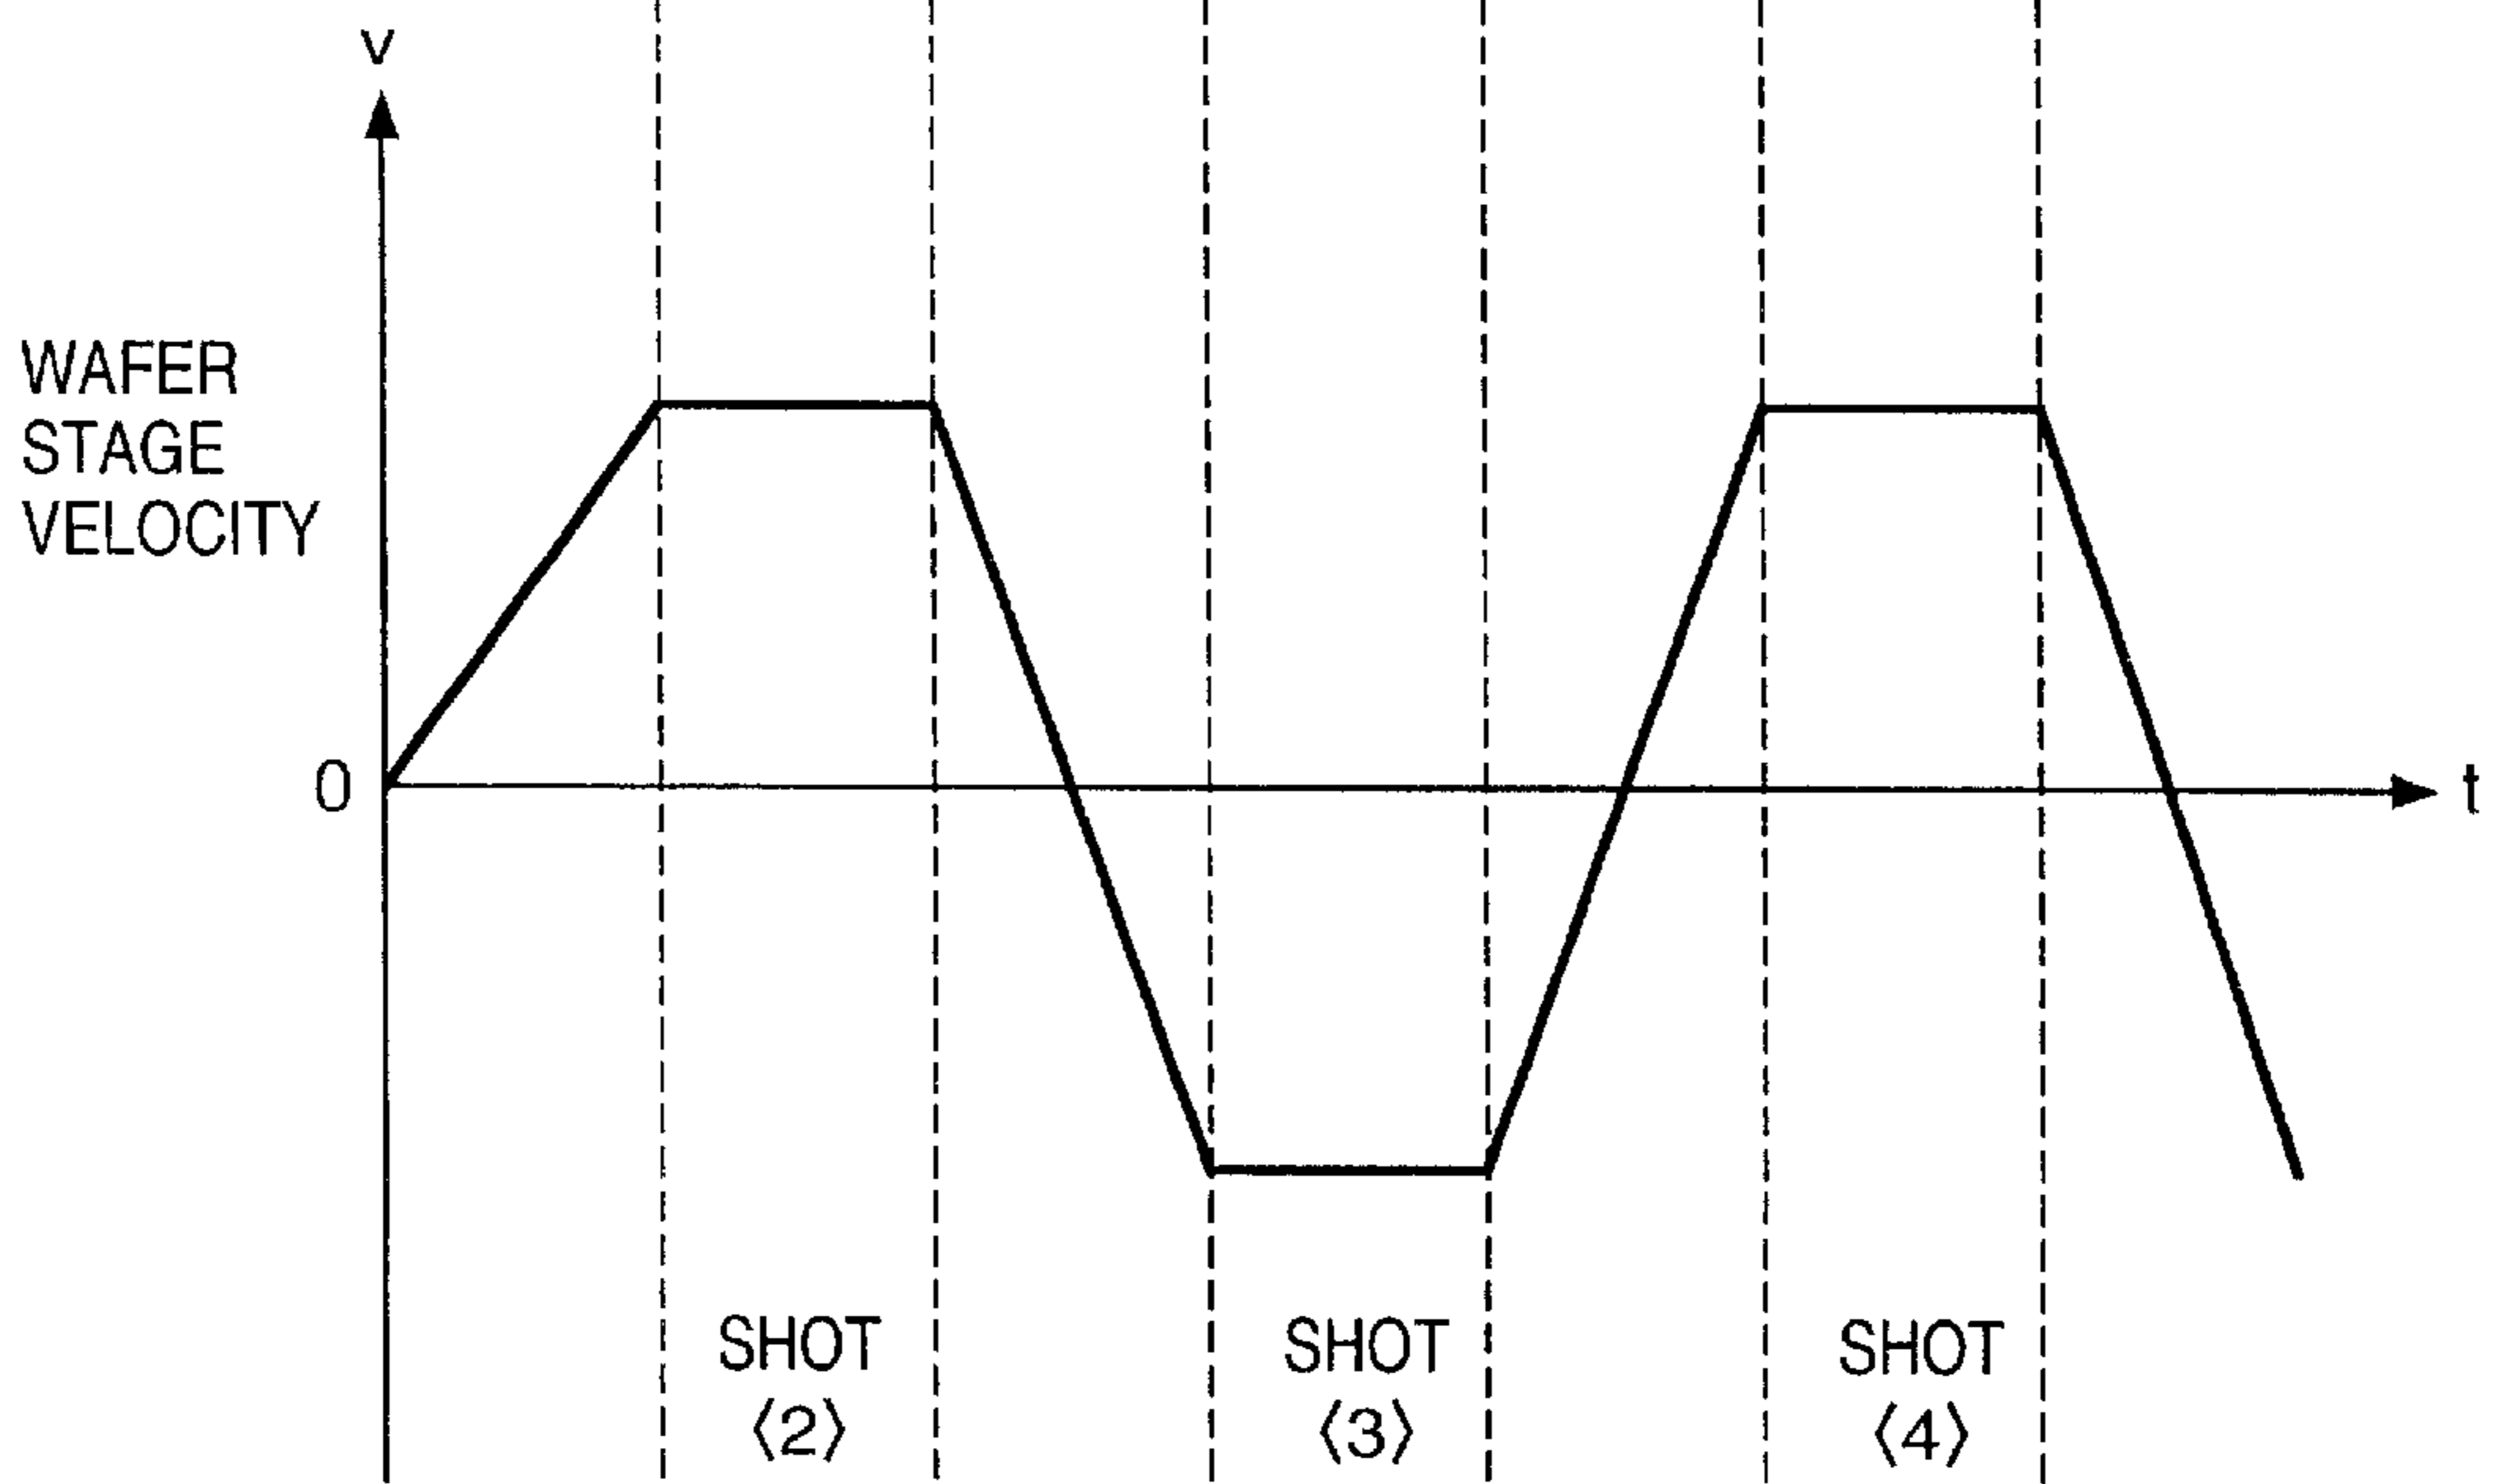 v
WAFER
STAGE
VELOCITY
0
t
SHOT
⟨2⟩
SHOT
⟨3⟩
SHOT
⟨4⟩